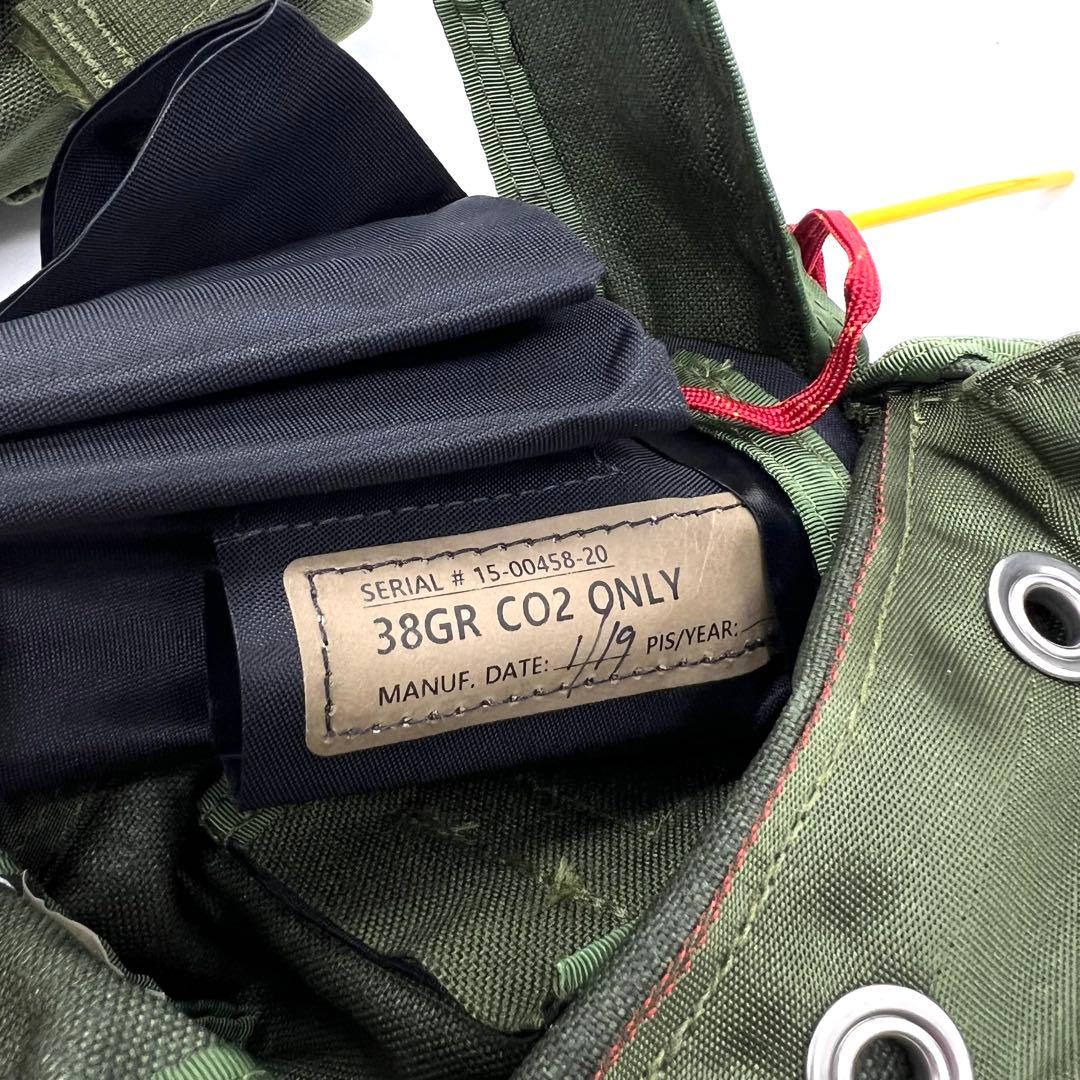 SERIAL # 15-00458-20
38GR CO2 ONLY
MANUF. DATE: 1/19 PIS/YEAR: